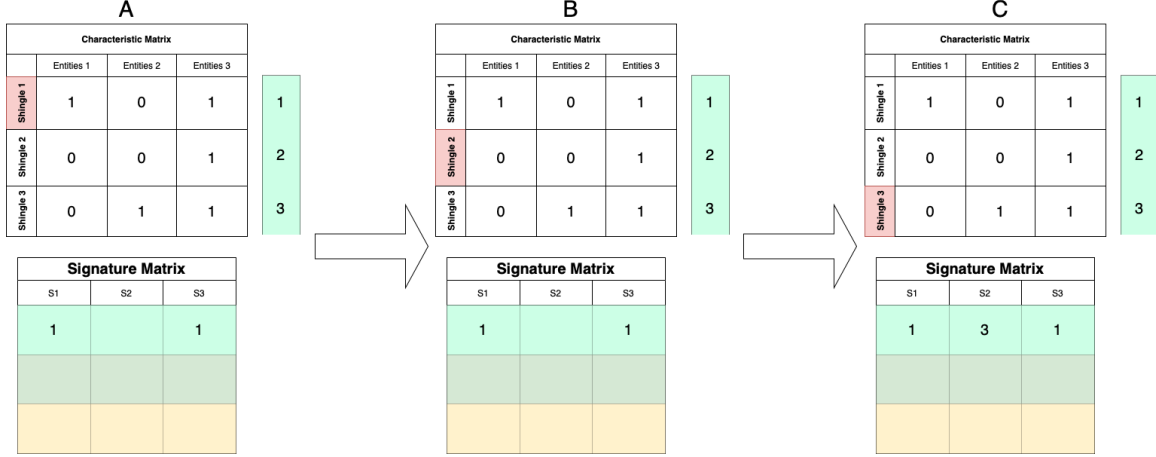 A
Characteristic Matrix
Entities 1 Entities 2 Entities 3
Shingle 1 1 0 1
Shingle 2 0 0 1
Shingle 3 0 1 1
1
2
3
Signature Matrix
S1 S2 S3
1 1
B
Characteristic Matrix
Entities 1 Entities 2 Entities 3
Shingle 1 1 0 1
Shingle 2 0 0 1
Shingle 3 0 1 1
1
2
3
Signature Matrix
S1 S2 S3
1 1
C
Characteristic Matrix
Entities 1 Entities 2 Entities 3
Shingle 1 1 0 1
Shingle 2 0 0 1
Shingle 3 0 1 1
1
2
3
Signature Matrix
S1 S2 S3
1 3 1